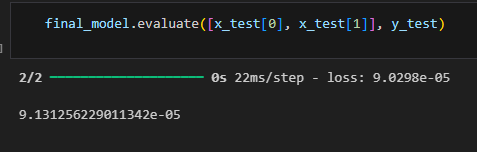 final_model.evaluate([x_test[0], x_test[1]], y_test)
2/2 ━━━━━━━━━━━━━━━━━━━━ 0s 22ms/step - loss: 9.0298e-05
9.131256229011342e-05